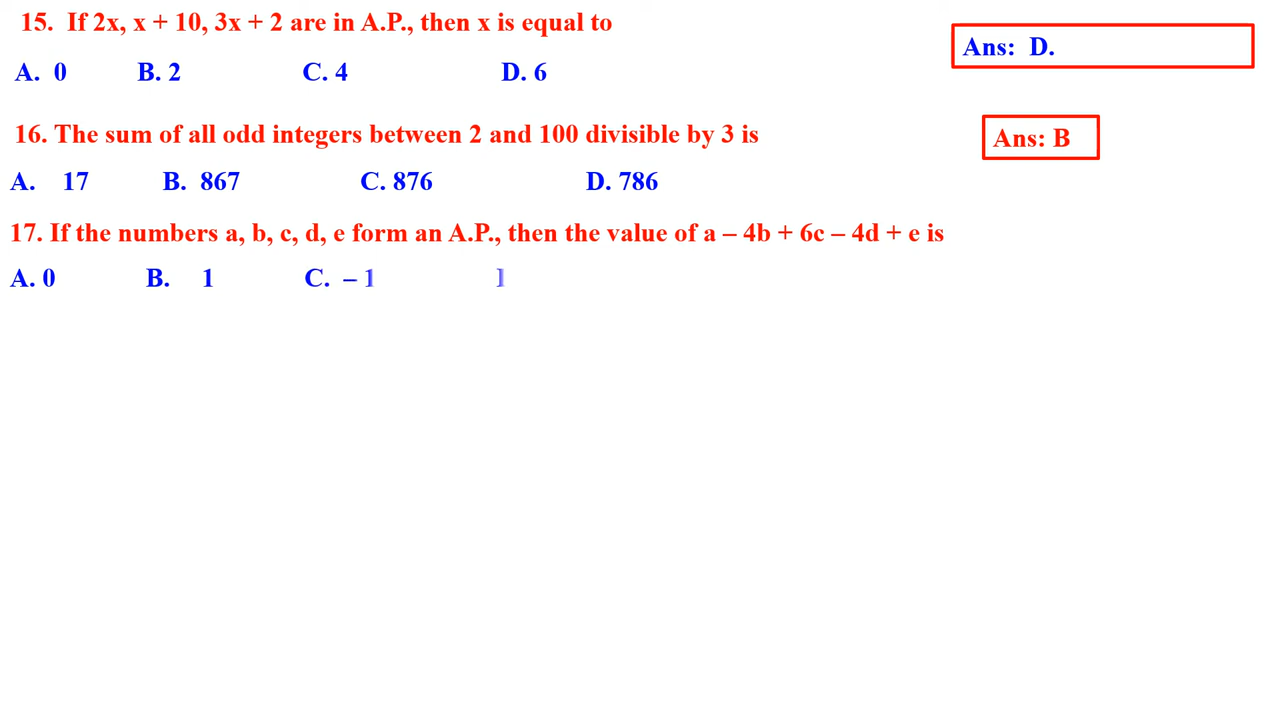 15. If 2x, x + 10, 3x + 2 are in A.P., then x is equal to
Ans: D.
A. 0 B. 2 C. 4 D. 6
16. The sum of all odd integers between 2 and 100 divisible by 3 is
Ans: B
A. 17 B. 867 C. 876 D. 786
17. If the numbers a, b, c, d, e form an A.P., then the value of a – 4b + 6c – 4d + e is
A. 0 B. 1 C. – 1